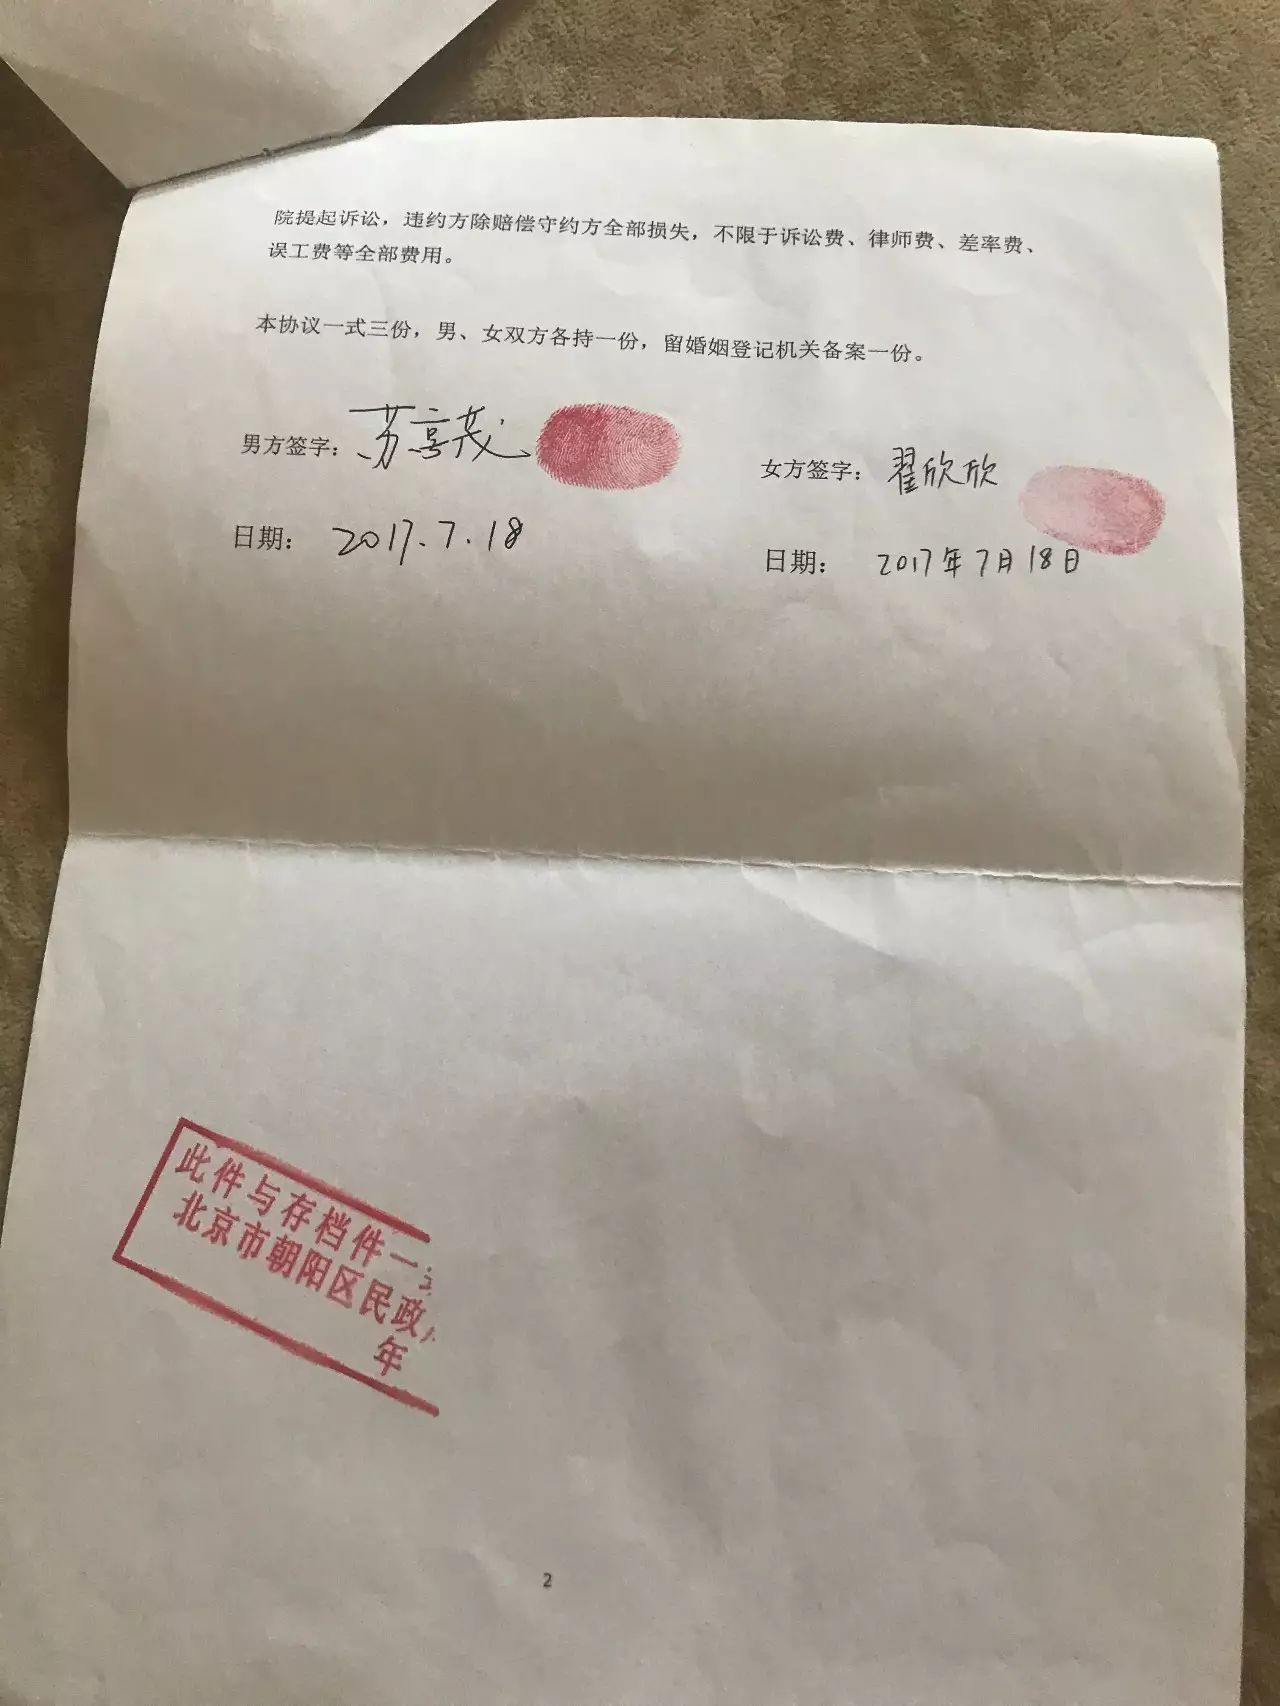 院提起诉讼，违约方除赔偿守约方全部损失，不限于诉讼费、律师费、差率费、
误工费等全部费用。
本协议一式三份，男、女双方各持一份，留婚姻登记机关备案一份。
男方签字：苏享茂
女方签字：翟欣欣
日期：2017.7.18
日期：2017年7月18日
此件与存档件一
北京市朝阳区民政
年
2